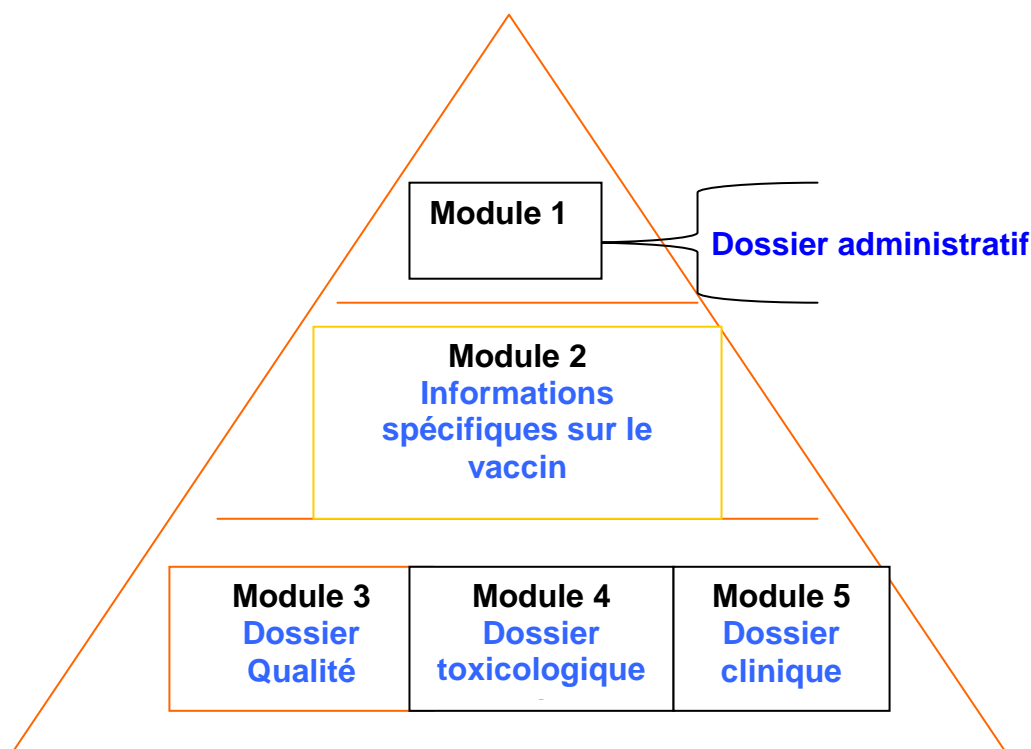 Module 1
Dossier administratif
Module 2
Informations
spécifiques sur le
vaccin
Module 3
Dossier
Qualité
Module 4
Dossier
toxicologique
Module 5
Dossier
clinique